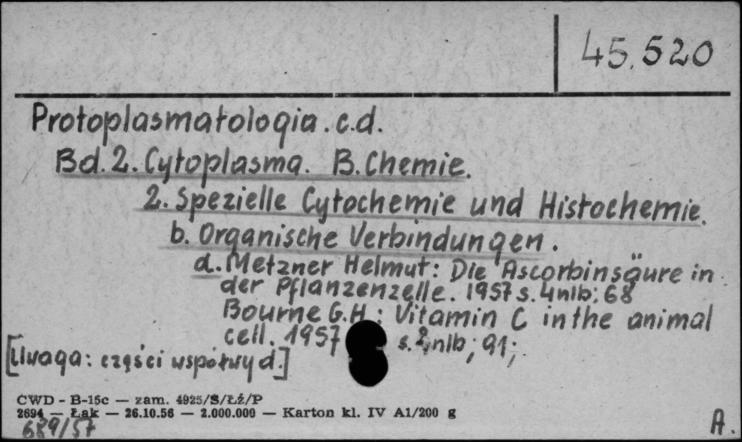 45.520
Protoplasmatologia. c.d.
Bd. 2. Cytoplasma. B. Chemie.
2. Spezielle Cytochemie und Histochemie.
b. Organische Verbindungen.
d. Metzner Helmut: Die Ascorbinsäure in
der Pflanzenzelle. 1957 s. 4nlb; 68
Bourne G.H.: Vitamin C in the animal
cell. 1957 s. 2nlb; 91;
[Uwaga: części współwyd.]
CWD - B-15c — zam. 4925/S/Łź/P
2694 — Łak — 26.10.56 — 2.000.000 — Karton kl. IV A1/200 g
689/57
A.